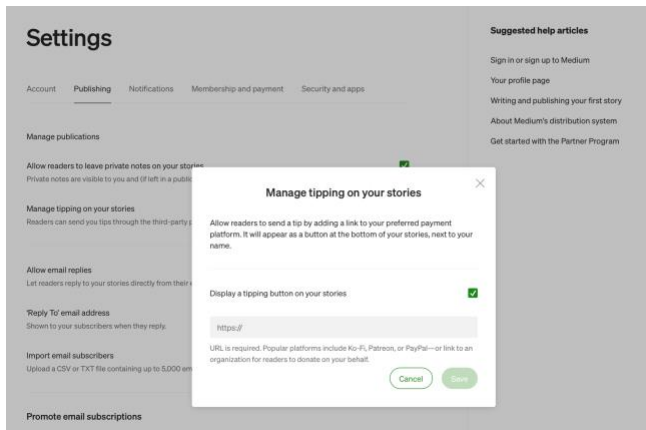 Settings
Account Publishing Notifications Membership and payment Security and apps
Manage publications
Allow readers to leave private notes on your stories
Private notes are visible to you and (if left in a public
Manage tipping on your stories
Readers can send you tips through the third-party
Allow email replies
Let readers reply to your stories directly from their
'Reply To' email address
Shown to your subscribers when they reply.
Import email subscribers
Upload a CSV or TXT file containing up to 5,000 em
Promote email subscriptions
Suggested help articles
Sign in or sign up to Medium
Your profile page
Writing and publishing your first story
About Medium's distribution system
Get started with the Partner Program
Manage tipping on your stories
Allow readers to send a tip by adding a link to your preferred payment
platform. It will appear as a button at the bottom of your stories, next to your
name.
Display a tipping button on your stories
https://
URL is required. Popular platforms include Ko-Fi, Patreon, or PayPal—or link to an
organization for readers to donate on your behalf.
Cancel Save